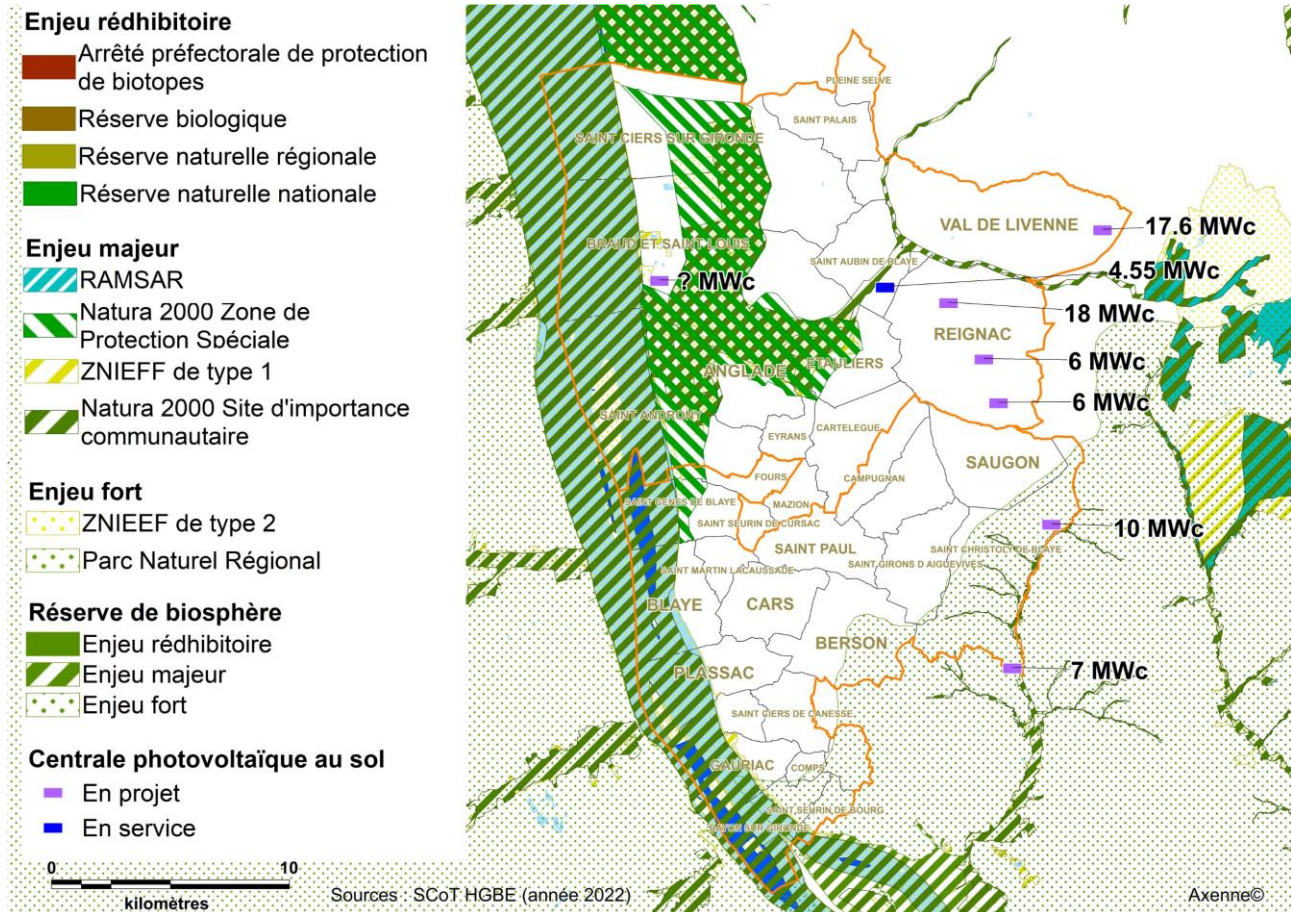 Enjeu rédhibitoire
Arrêté préfectorale de protection
de biotopes
Réserve biologique
Réserve naturelle régionale
Réserve naturelle nationale
Enjeu majeur
RAMSAR
Natura 2000 Zone de
Protection Spéciale
ZNIEFF de type 1
Natura 2000 Site d'importance
communautaire
Enjeu fort
ZNIEEF de type 2
Parc Naturel Régional
Réserve de biosphère
Enjeu rédhibitoire
Enjeu majeur
Enjeu fort
Centrale photovoltaïque au sol
En projet
En service
0 10
kilomètres
Sources : SCoT HGBE (année 2022)
Axenne©
PLEINE SELVE
SAINT PALAIS
SAINT CIERS SUR GIRONDE
VAL DE LIVENNE
17.6 MWc
BRAUD ET SAINT LOUIS
SAINT AUBIN DE BLAYE
4.55 MWc
? MWc
18 MWc
REIGNAC
6 MWc
ETAULIERS
ANGLADE
6 MWc
SAINT ANDRONY
CARTELEGUE
EYRANS
SAUGON
FOURS
CAMPUGNAN
SAINT GENES DE BLAYE
MAZION
SAINT SEURIN DE CURSAC
10 MWc
SAINT PAUL
SAINT CHRISTOLY DE BLAYE
SAINT MARTIN LACAUSSADE
SAINT GIRONS D AIGUEVIVES
BLAYE
CARS
BERSON
PLASSAC
7 MWc
SAINT CIERS DE CANESSE
GAURIAC
COMPS
SAINT SEURIN DE BOURG
BAYON SUR GIRONDE